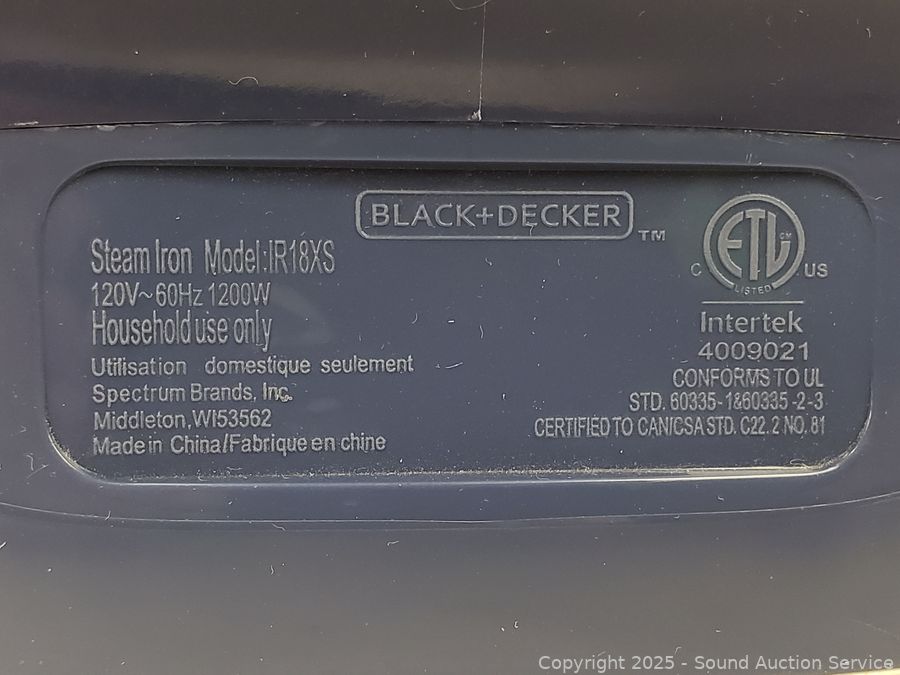 BLACK+DECKER™
Steam Iron Model:IR18XS
120V~60Hz 1200W
Household use only
Utilisation domestique seulement
Spectrum Brands, Inc.
Middleton,WI53562
Made in China/Fabrique en chine
ETL CM
C US
LISTED
Intertek
4009021
CONFORMS TO UL
STD. 60335-1&60335-2-3
CERTIFIED TO CAN/CSA STD. C22. 2 NO. 81
Copyright 2025 - Sound Auction Service